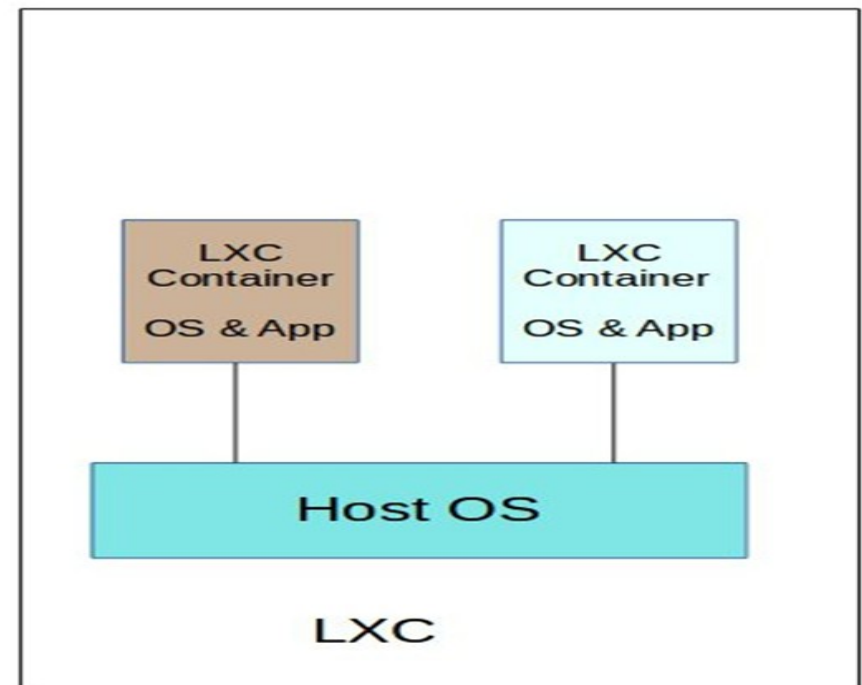 LXC
Container
OS & App
LXC
Container
OS & App
Host OS
LXC